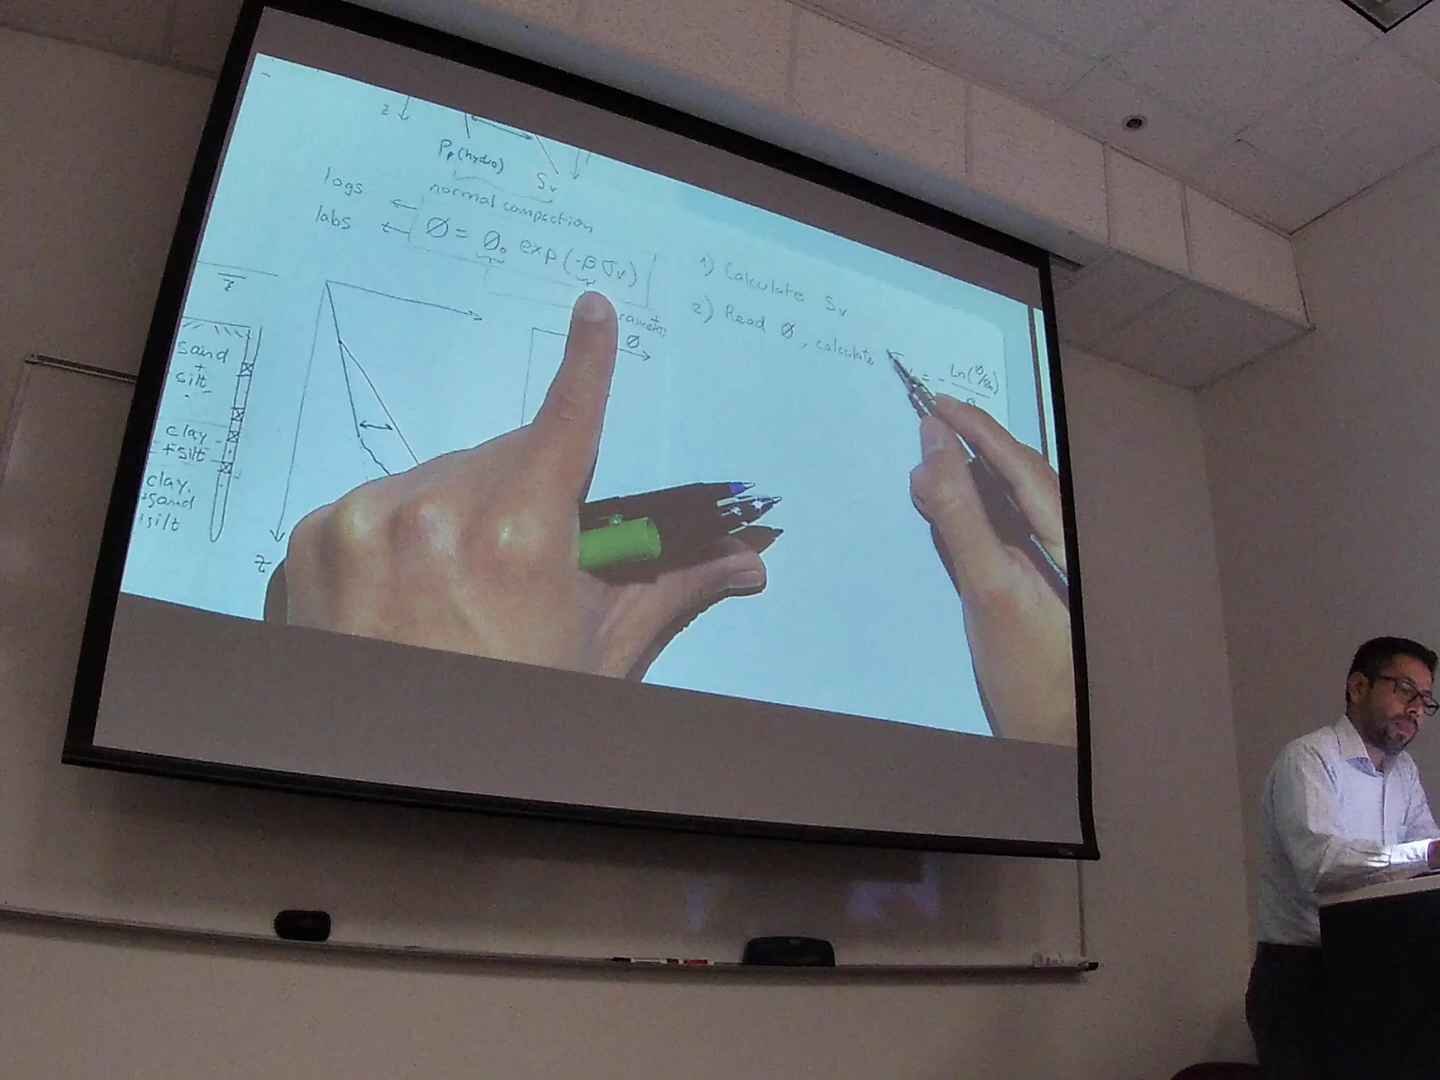 z
Pp (hydro)
Sv
logs
labs
normal compaction
Ø = Ø₀ exp (-β σv)
Ø
z
sand
+
silt
clay
+ silt
clay
+sand
+silt
z
1) Calculate Sv
2) Read Ø, calculate = - Ln(Ø/Ø₀)